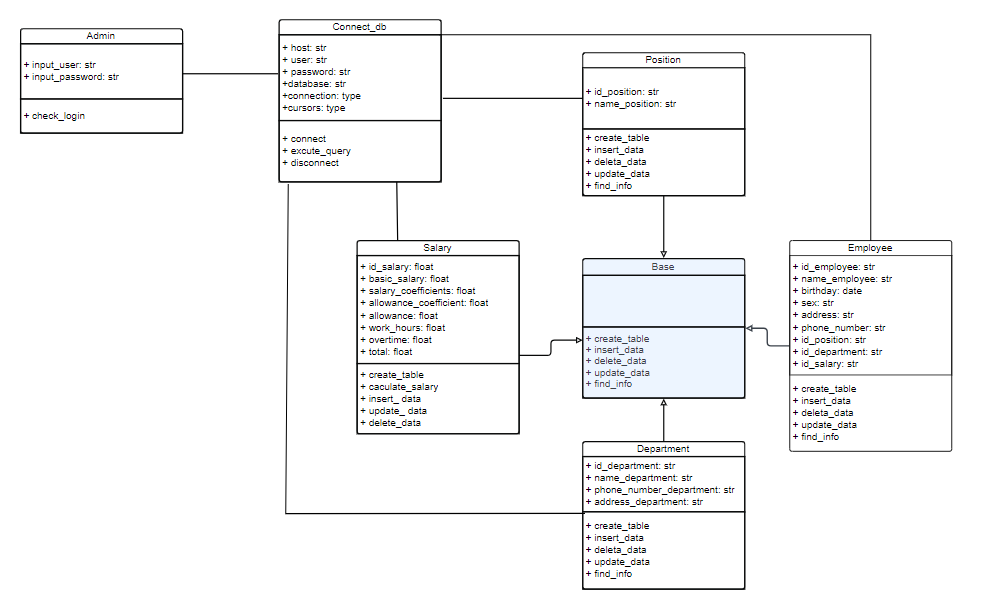 Admin
+ input_user: str
+ input_password: str
+ check_login
Connect_db
+ host: str
+ user: str
+ password: str
+database: str
+connection: type
+cursors: type
+ connect
+ excute_query
+ disconnect
Position
+ id_position: str
+ name_position: str
+ create_table
+ insert_data
+ deleta_data
+ update_data
+ find_info
Salary
+ id_salary: float
+ basic_salary: float
+ salary_coefficients: float
+ allowance_coefficient: float
+ allowance: float
+ work_hours: float
+ overtime: float
+ total: float
+ create_table
+ caculate_salary
+ insert_ data
+ update_ data
+ delete_data
Base
+ create_table
+ insert_data
+ delete_data
+ update_data
+ find_info
Employee
+ id_employee: str
+ name_employee: str
+ birthday: date
+ sex: str
+ address: str
+ phone_number: str
+ id_position: str
+ id_department: str
+ id_salary: str
+ create_table
+ insert_data
+ deleta_data
+ update_data
+ find_info
Department
+ id_department: str
+ name_department: str
+ phone_number_department: str
+ address_department: str
+ create_table
+ insert_data
+ deleta_data
+ update_data
+ find_info